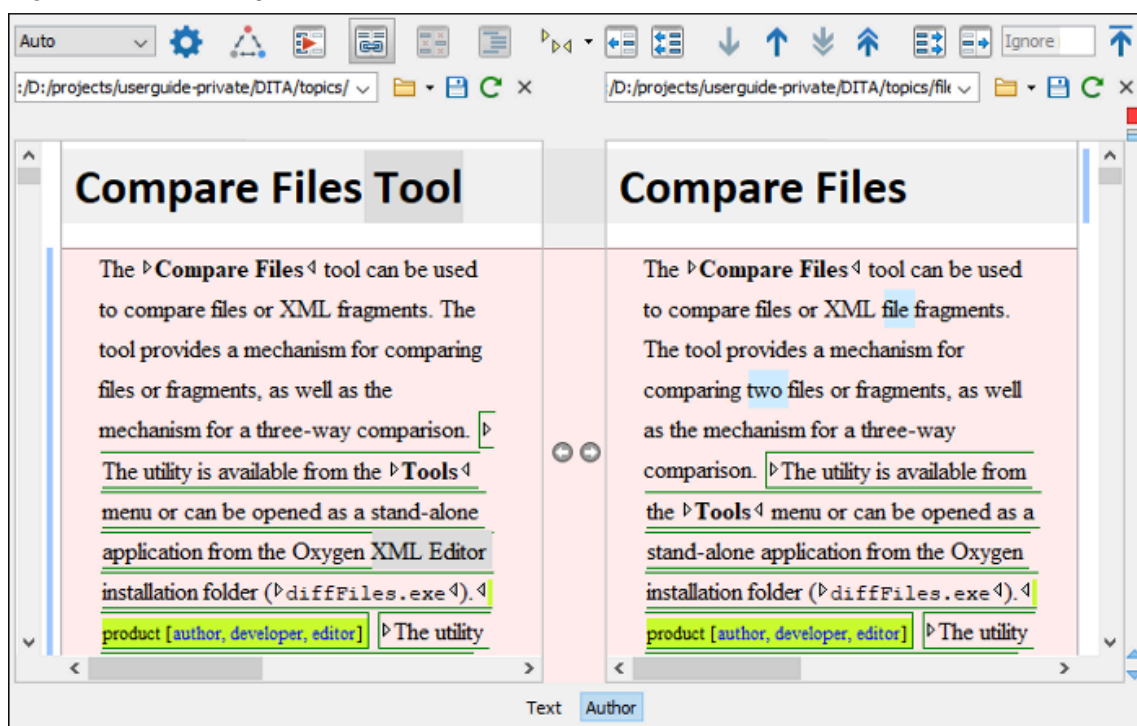 Auto
Ignore
:/D:/projects/userguide-private/DITA/topics/
/D:/projects/userguide-private/DITA/topics/file
Compare Files Tool
The Compare Files tool can be used
to compare files or XML fragments. The
tool provides a mechanism for comparing
files or fragments, as well as the
mechanism for a three-way comparison.
The utility is available from the Tools
menu or can be opened as a stand-alone
application from the Oxygen XML Editor
installation folder (diffFiles.exe).
product [author, developer, editor] The utility
Compare Files
The Compare Files tool can be used
to compare files or XML file fragments.
The tool provides a mechanism for
comparing two files or fragments, as well
as the mechanism for a three-way
comparison. The utility is available from
the Tools menu or can be opened as a
stand-alone application from the Oxygen
installation folder (diffFiles.exe).
product [author, developer, editor] The utility
Text Author